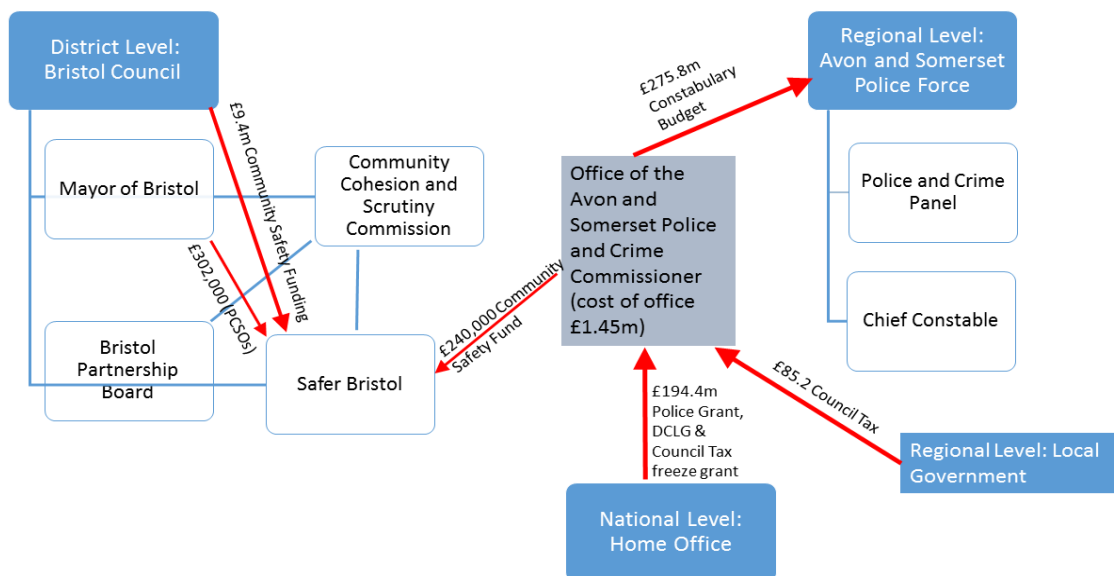 District Level:
Bristol Council
Mayor of Bristol
Community
Cohesion and
Scrutiny
Commission
Bristol
Partnership
Board
Safer Bristol
£9.4m Community Safety Funding
£302,000 (PCSOs)
£240,000 Community
Safety Fund
£275.8m
Constabulary
Budget
Office of the
Avon and
Somerset Police
and Crime
Commissioner
(cost of office
£1.45m)
Regional Level:
Avon and Somerset
Police Force
Police and Crime
Panel
Chief Constable
£194.4m
Police Grant,
DCLG &
Council Tax
freeze grant
£85.2 Council Tax
Regional Level: Local
Government
National Level:
Home Office